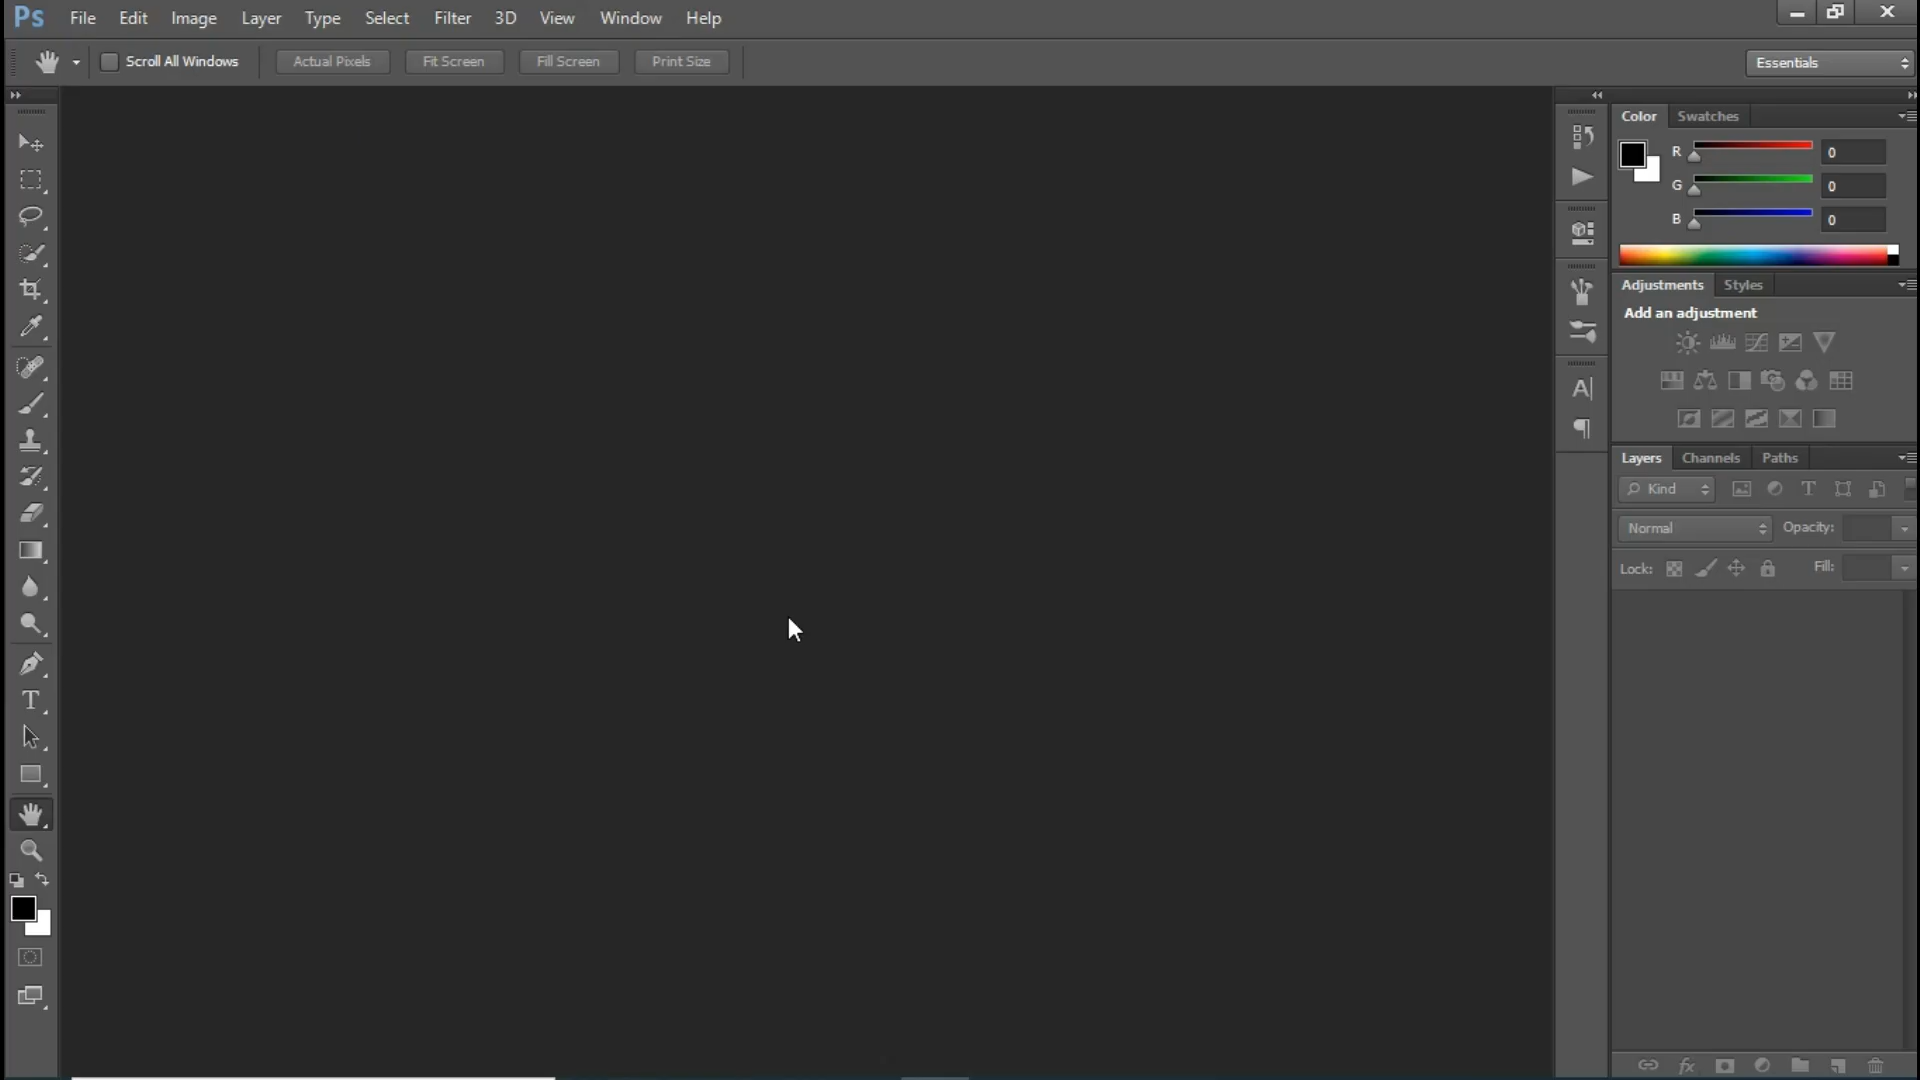 Ps File Edit Image Layer Type Select Filter 3D View Window Help
Scroll All Windows Actual Pixels Fit Screen Fill Screen Print Size Essentials
Color Swatches
R 0
G 0
B 0
Adjustments Styles
Add an adjustment
Layers Channels Paths
Kind
Normal Opacity:
Lock: Fill: